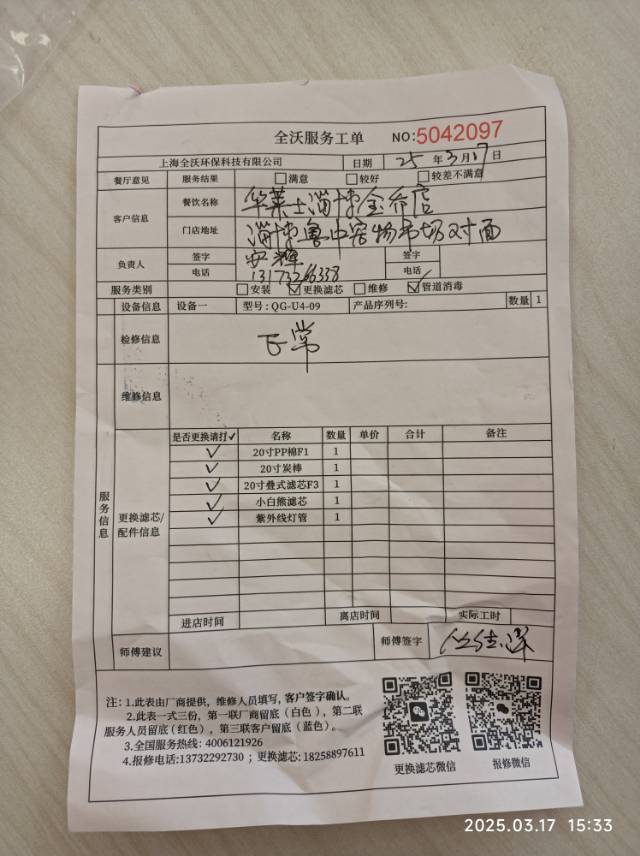 全沃服务工单 NO:5042097
上海全沃环保科技有限公司 日期 25 年 3 月 17 日
餐厅意见 服务结果 □满意 □较好 □较差不满意
客户信息 餐饮名称 华莱士淄博金乔店
门店地址 淄博鲁中宠物市场对面
负责人 签字 安辉 签字
电话 电话
服务类别 □安装 ☑更换滤芯 □维修 ☑管道消毒
设备信息 设备一 型号: QG-U4-09 产品序列号: 数量 1
检修信息 正常
维修信息
服务信息
更换滤芯/配件信息
是否更换请打✓ 名称 数量 单价 合计 备注
✓ 20寸PP棉F1 1
✓ 20寸炭棒 1
✓ 20寸叠式滤芯F3 1
✓ 小白熊滤芯 1
✓ 紫外线灯管 1
进店时间 离店时间 实际工时
师傅建议 师傅签字
注: 1.此表由厂商提供，维修人员填写，客户签字确认。
2.此表一式三份，第一联厂商留底(白色)，第二联
服务人员留底(红色)，第三联客户留底(蓝色)。
3.全国服务热线: 4006121926
4.报修电话:13732292730 ; 更换滤芯: 18258897611
更换滤芯微信 报修微信
2025.03.17 15:33